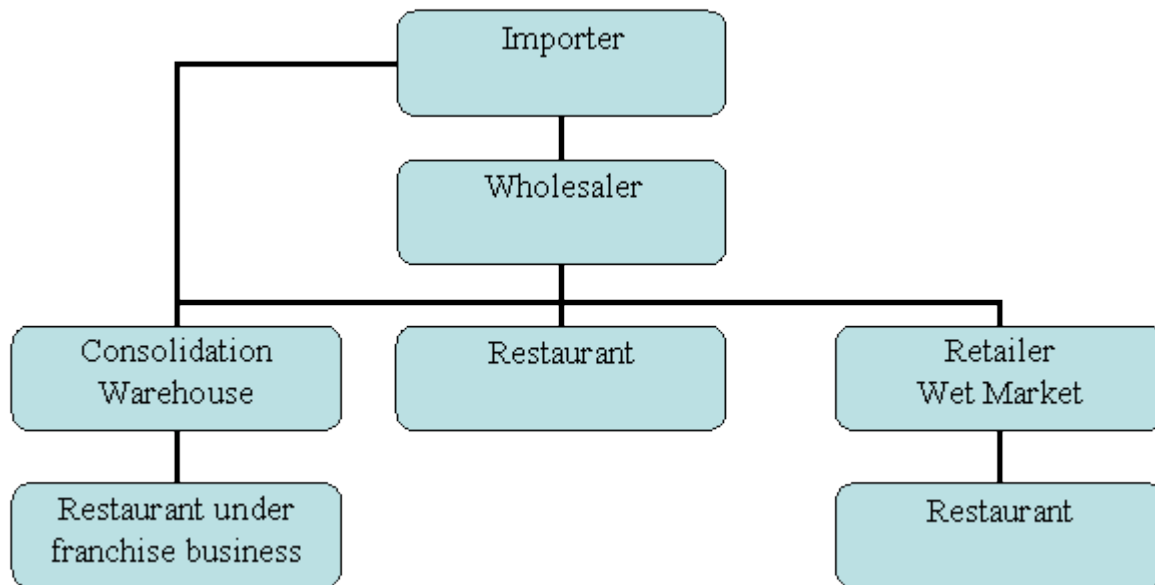 Importer
Wholesaler
Consolidation
Warehouse
Restaurant
Retailer
Wet Market
Restaurant under
franchise business
Restaurant